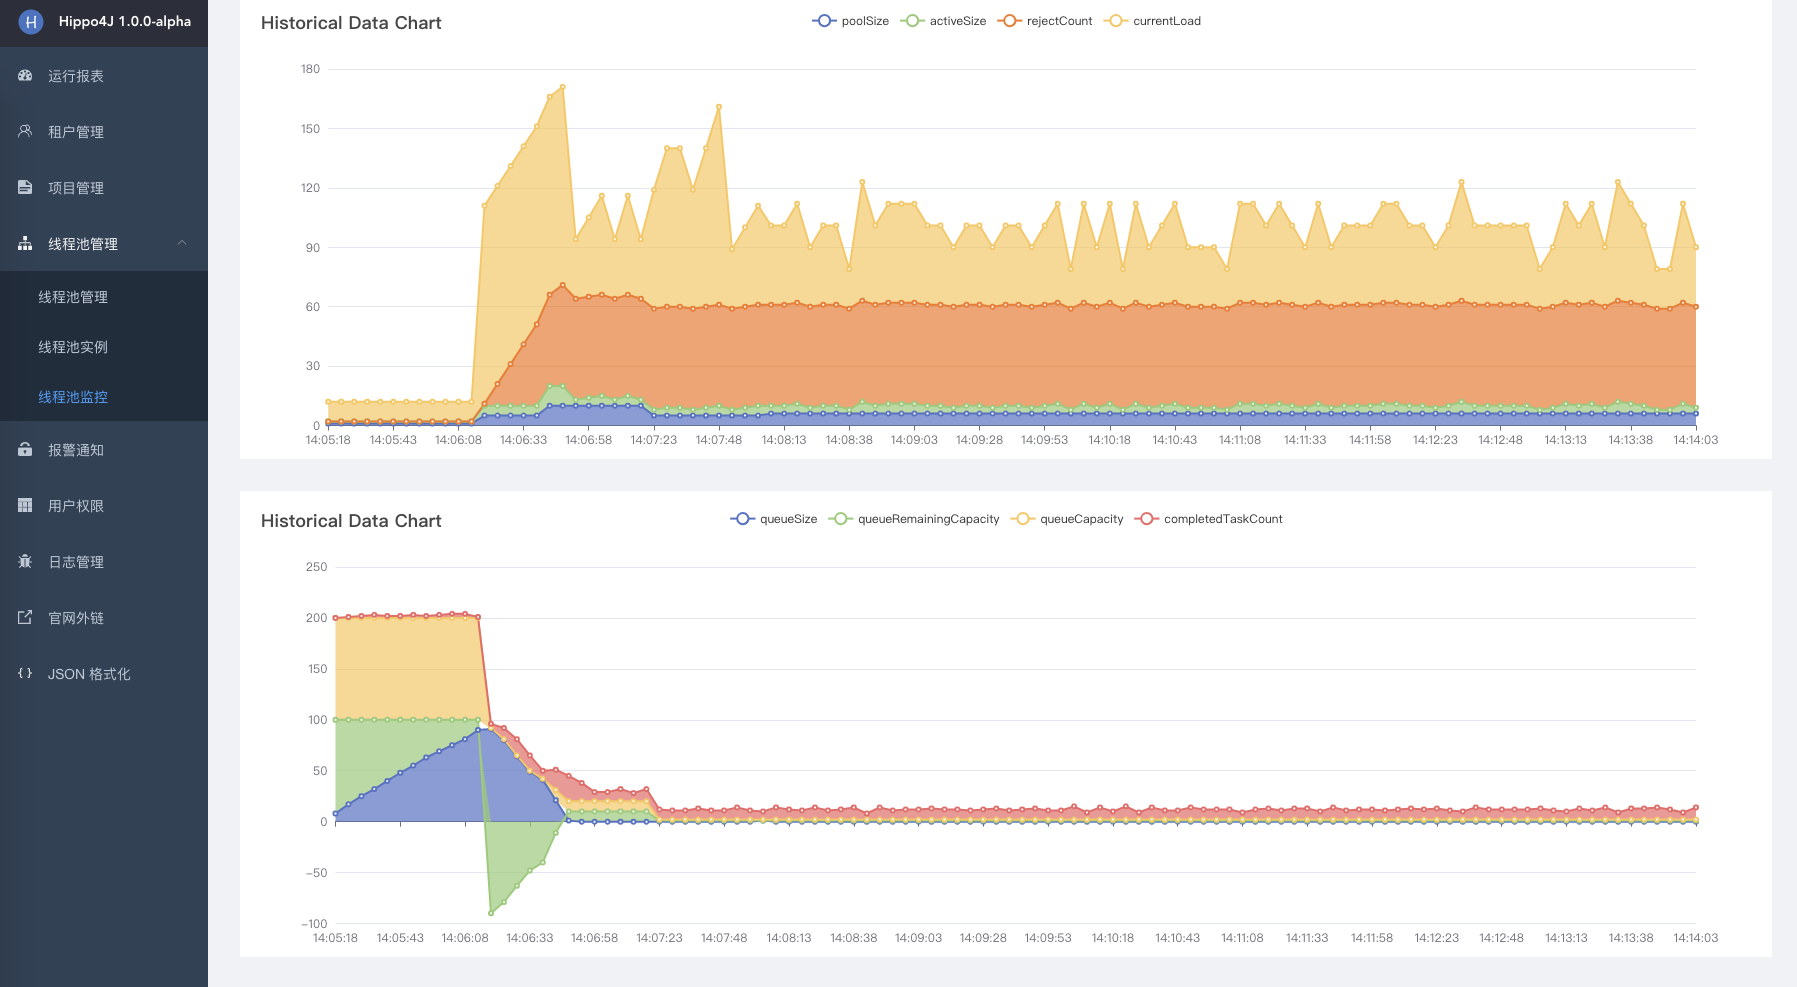 Hippo4J 1.0.0-alpha
运行报表
租户管理
项目管理
线程池管理
线程池管理
线程池实例
线程池监控
报警通知
用户权限
日志管理
官网外链
JSON 格式化
Historical Data Chart
poolSize activeSize rejectCount currentLoad
180
150
120
90
60
30
0
14:05:18 14:05:43 14:06:08 14:06:33 14:06:58 14:07:23 14:07:48 14:08:13 14:08:38 14:09:03 14:09:28 14:09:53 14:10:18 14:10:43 14:11:08 14:11:33 14:11:58 14:12:23 14:12:48 14:13:13 14:13:38 14:14:03
Historical Data Chart
queueSize queueRemainingCapacity queueCapacity completedTaskCount
250
200
150
100
50
0
-50
-100
14:05:18 14:05:43 14:06:08 14:06:33 14:06:58 14:07:23 14:07:48 14:08:13 14:08:38 14:09:03 14:09:28 14:09:53 14:10:18 14:10:43 14:11:08 14:11:33 14:11:58 14:12:23 14:12:48 14:13:13 14:13:38 14:14:03